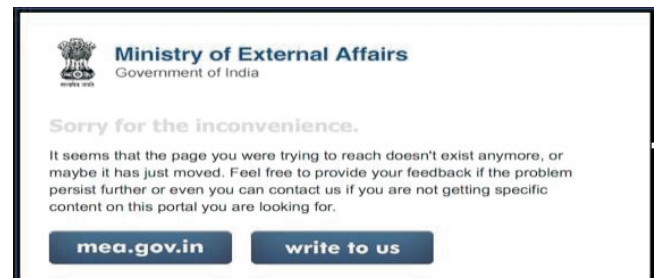 Ministry of External Affairs
Government of India
Sorry for the inconvenience.
It seems that the page you were trying to reach doesn't exist anymore, or
maybe it has just moved. Feel free to provide your feedback if the problem
persist further or even you can contact us if you are not getting specific
content on this portal you are looking for.
mea.gov.in
write to us